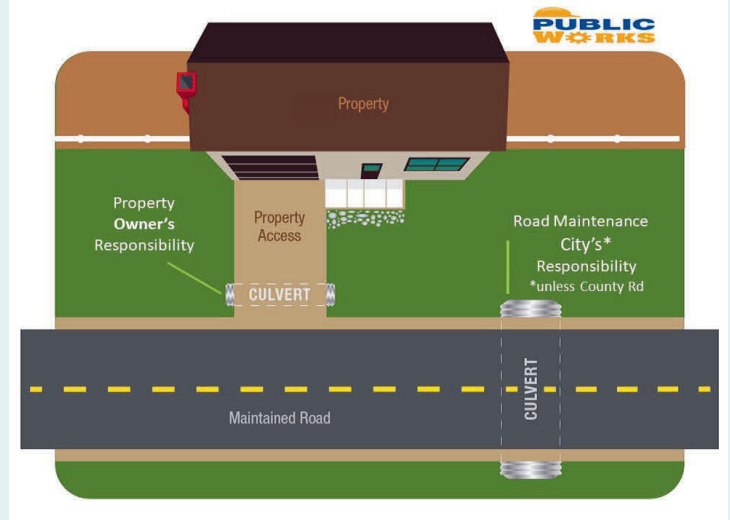 PUBLIC
WORKS
Property
Property
Owner's
Responsibility
Property
Access
Road Maintenance
City's*
Responsibility
*unless County Rd
CULVERT
CULVERT
Maintained Road